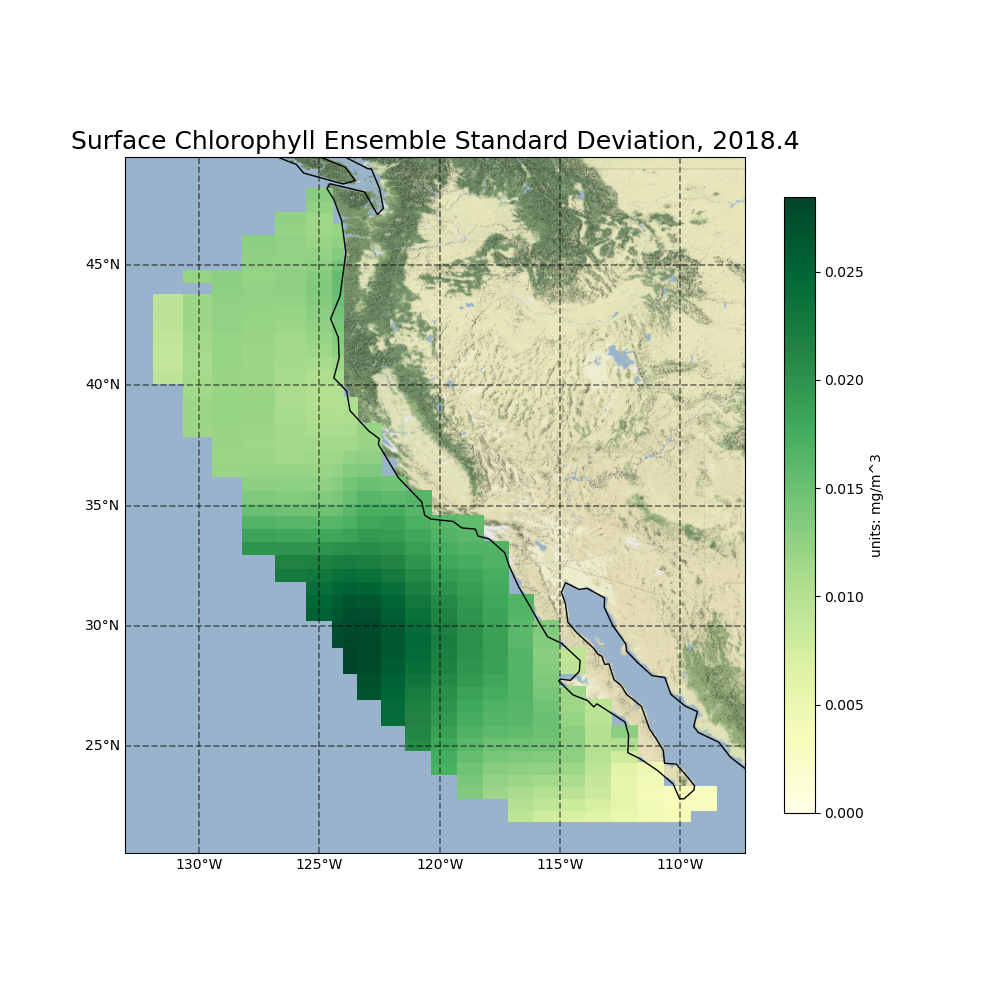 Surface Chlorophyll Ensemble Standard Deviation, 2018.4
45°N
40°N
35°N
30°N
25°N
130°W
125°W
120°W
115°W
110°W
0.025
0.020
0.015
0.010
0.005
0.000
units: mg/m^3